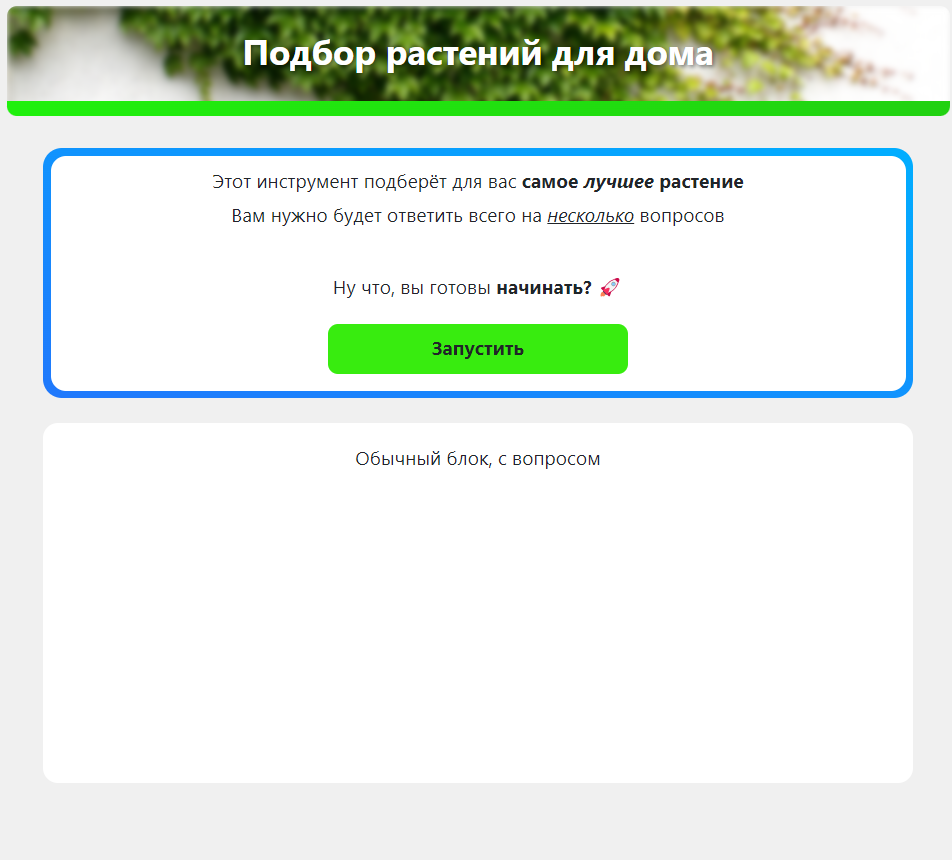 Подбор растений для дома
Этот инструмент подберёт для вас самое лучшее растение
Вам нужно будет ответить всего на несколько вопросов
Ну что, вы готовы начинать? 🚀
Запустить
Обычный блок, с вопросом